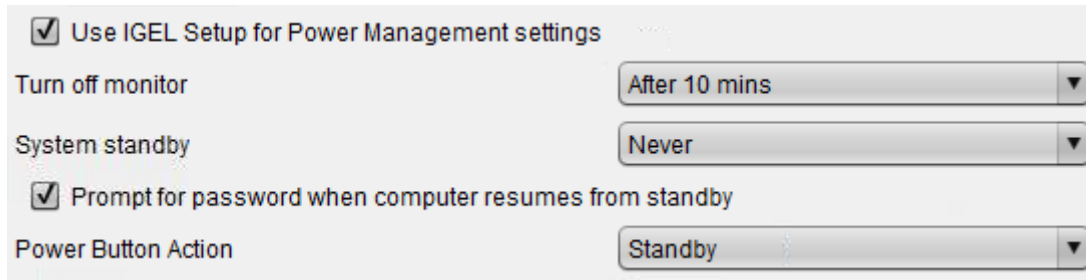 Use IGEL Setup for Power Management settings
Turn off monitor After 10 mins
System standby Never
Prompt for password when computer resumes from standby
Power Button Action Standby